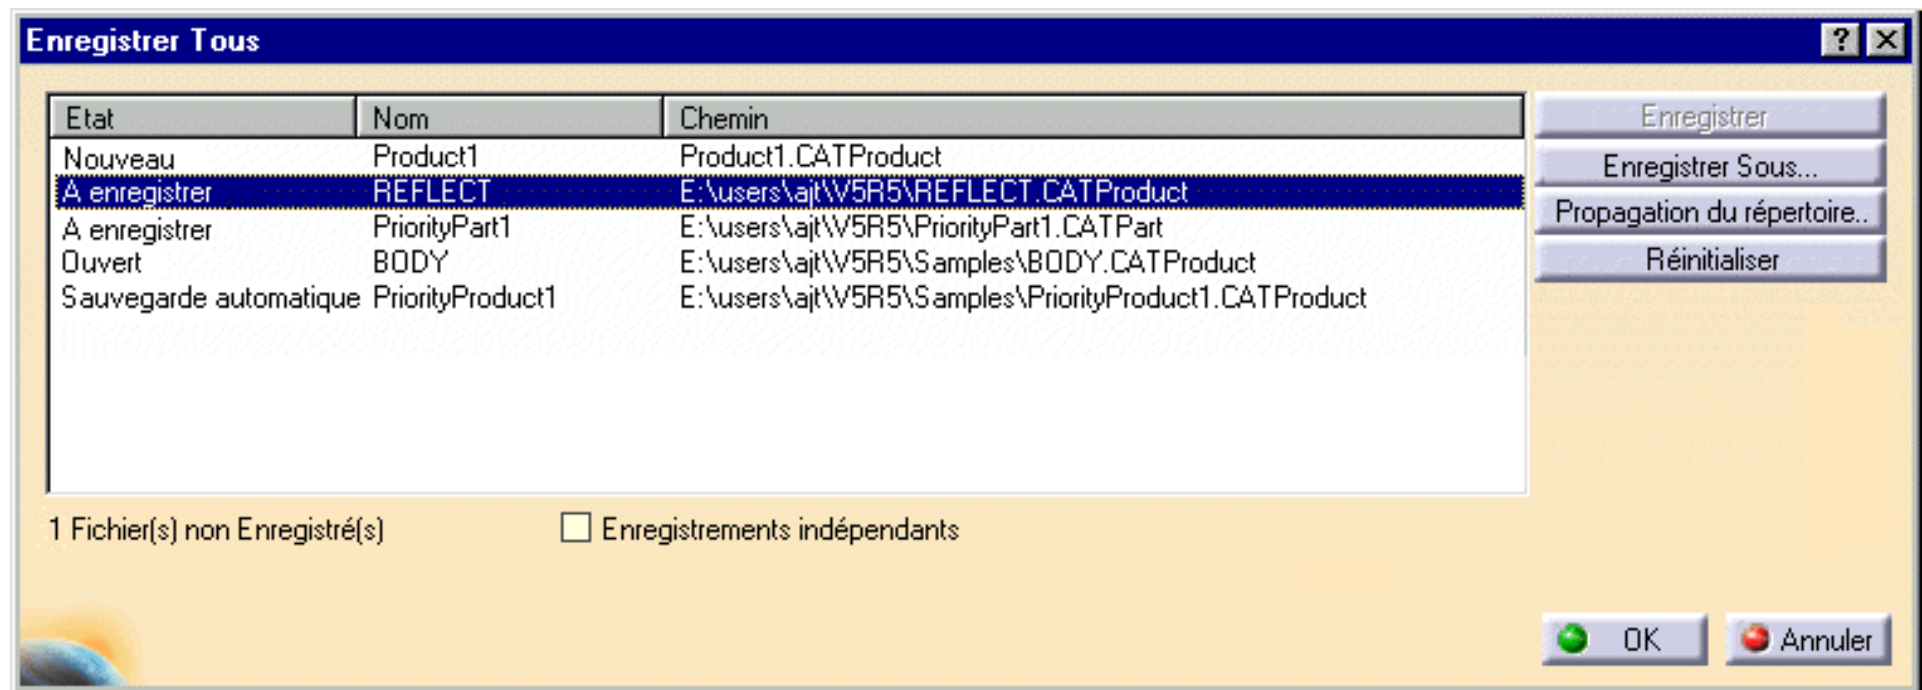 Enregistrer Tous
Etat Nom Chemin
Nouveau Product1 Product1.CATProduct
A enregistrer REFLECT E:\users\ajt\V5R5\REFLECT.CATProduct
A enregistrer PriorityPart1 E:\users\ajt\V5R5\PriorityPart1.CATPart
Ouvert BODY E:\users\ajt\V5R5\Samples\BODY.CATProduct
Sauvegarde automatique PriorityProduct1 E:\users\ajt\V5R5\Samples\PriorityProduct1.CATProduct
Enregistrer
Enregistrer Sous...
Propagation du répertoire..
Réinitialiser
1 Fichier(s) non Enregistré(s) Enregistrements indépendants
OK Annuler